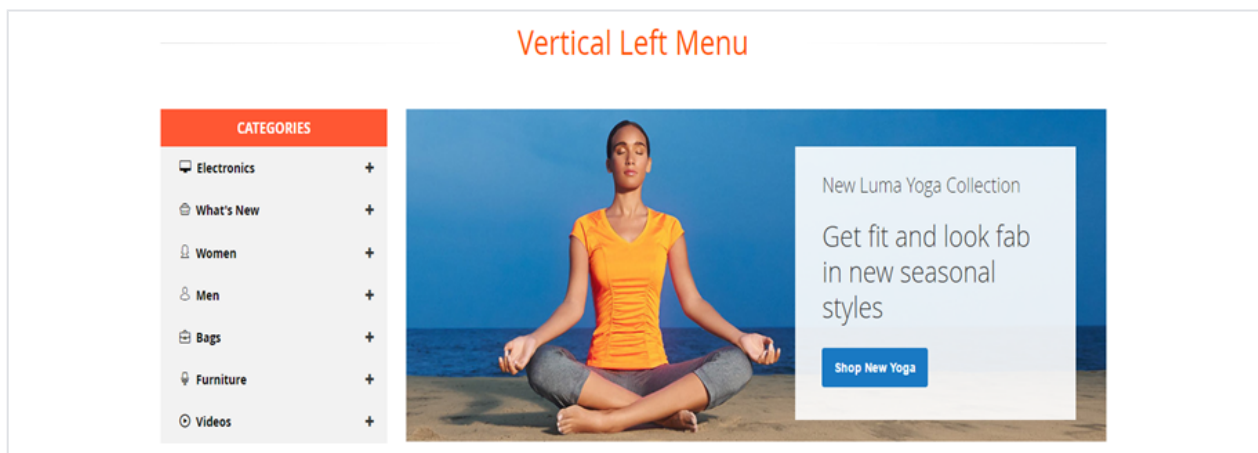 Vertical Left Menu
CATEGORIES
Electronics +
What's New +
Women +
Men +
Bags +
Furniture +
Videos +
New Luma Yoga Collection
Get fit and look fab
in new seasonal
styles
Shop New Yoga